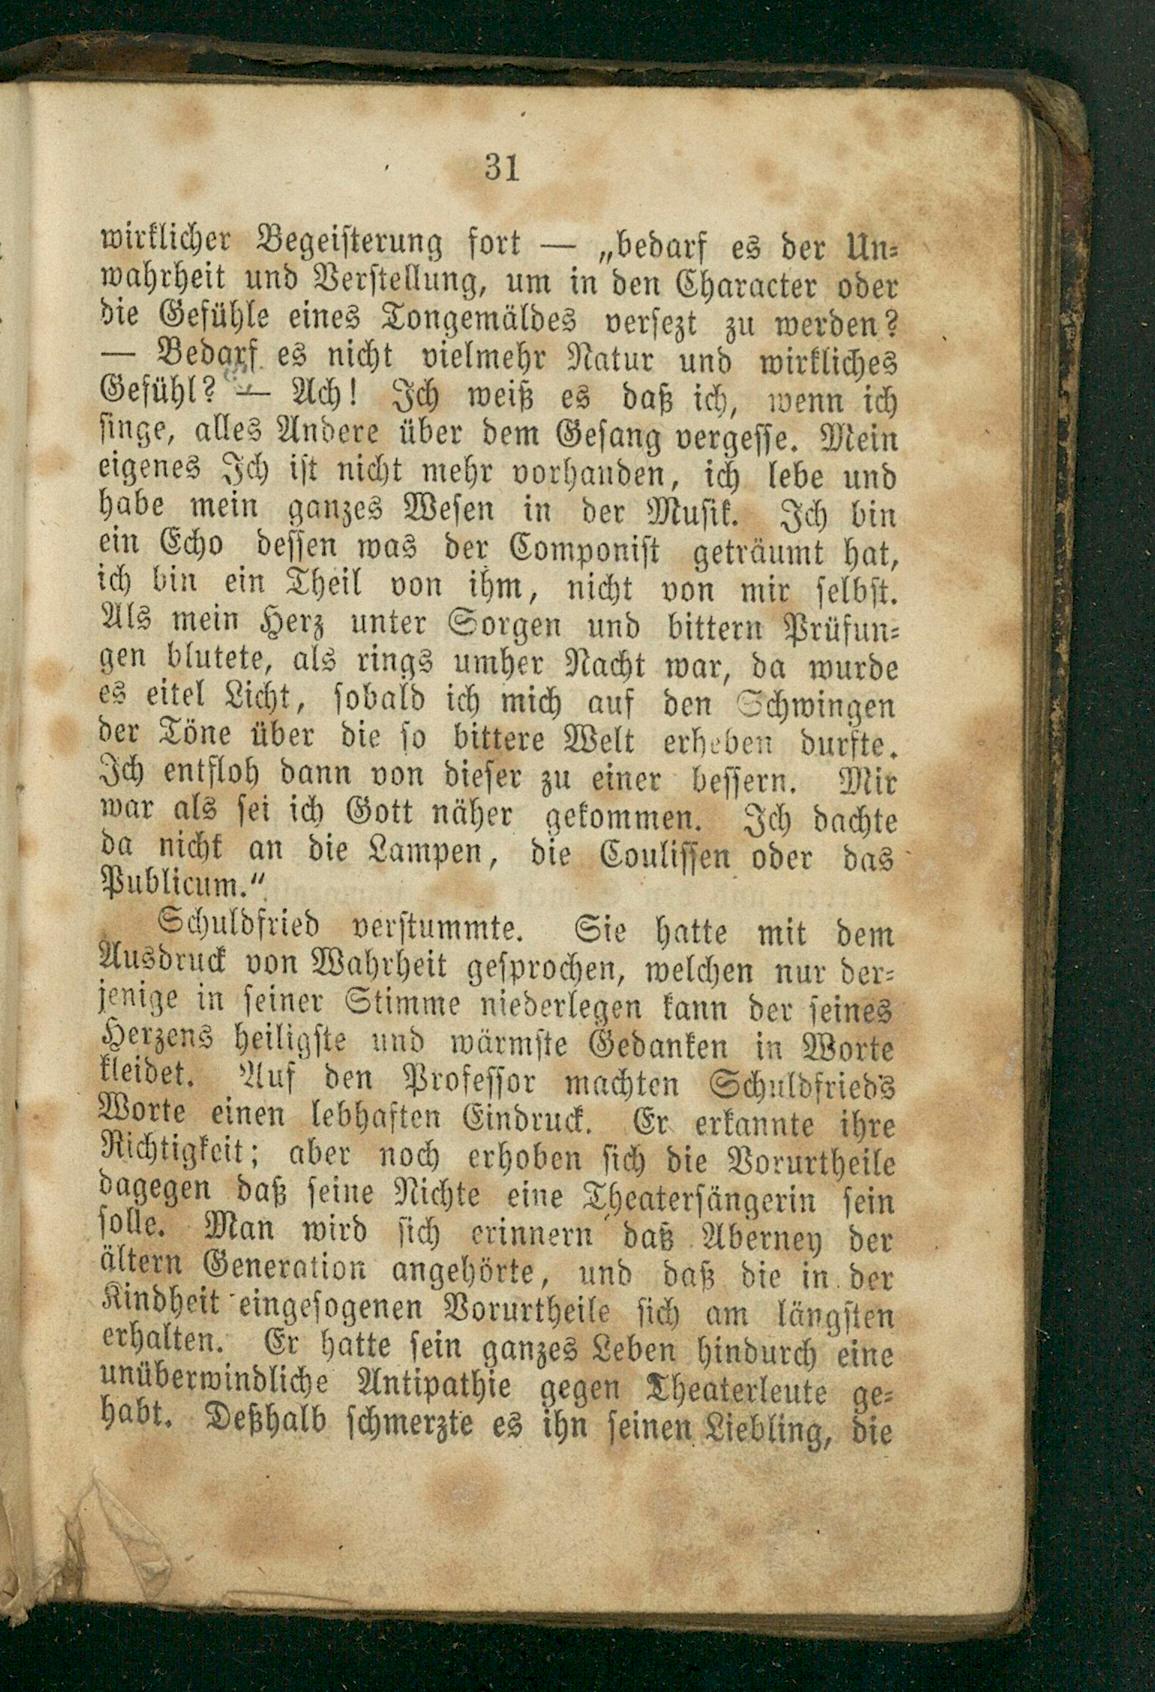 31
wirklicher Begeisterung fort — „bedarf es der Un-
wahrheit und Verstellung, um in den Character oder
die Gefühle eines Tongemäldes versezt zu werden?
— Bedarf es nicht vielmehr Natur und wirkliches
Gefühl? — Ach! Ich weiß es daß ich, wenn ich
singe, alles Andere über dem Gesang vergesse. Mein
eigenes Ich ist nicht mehr vorhanden, ich lebe und
habe mein ganzes Wesen in der Musik. Ich bin
ein Echo dessen was der Componist geträumt hat,
ich bin ein Theil von ihm, nicht von mir selbst.
Als mein Herz unter Sorgen und bittern Prüfun-
gen blutete, als rings umher Nacht war, da wurde
es eitel Licht, sobald ich mich auf den Schwingen
der Töne über die so bittere Welt erheben durfte.
Ich entfloh dann von dieser zu einer bessern. Mir
war als sei ich Gott näher gekommen. Ich dachte
da nicht an die Lampen, die Coulissen oder das
Publicum.“
Schuldfried verstummte. Sie hatte mit dem
Ausdruck von Wahrheit gesprochen, welchen nur der-
jenige in seiner Stimme niederlegen kann der seines
Herzens heiligste und wärmste Gedanken in Worte
kleidet. Auf den Professor machten Schuldfried's
Worte einen lebhaften Eindruck. Er erkannte ihre
Richtigkeit; aber noch erhoben sich die Vorurtheile
dagegen daß seine Nichte eine Theatersängerin sein
solle. Man wird sich erinnern daß Aberney der
ältern Generation angehörte, und daß die in der
Kindheit eingesogenen Vorurtheile sich am längsten
erhalten. Er hatte sein ganzes Leben hindurch eine
unüberwindliche Antipathie gegen Theaterleute ge-
habt. Deßhalb schmerzte es ihn seinen Liebling, die